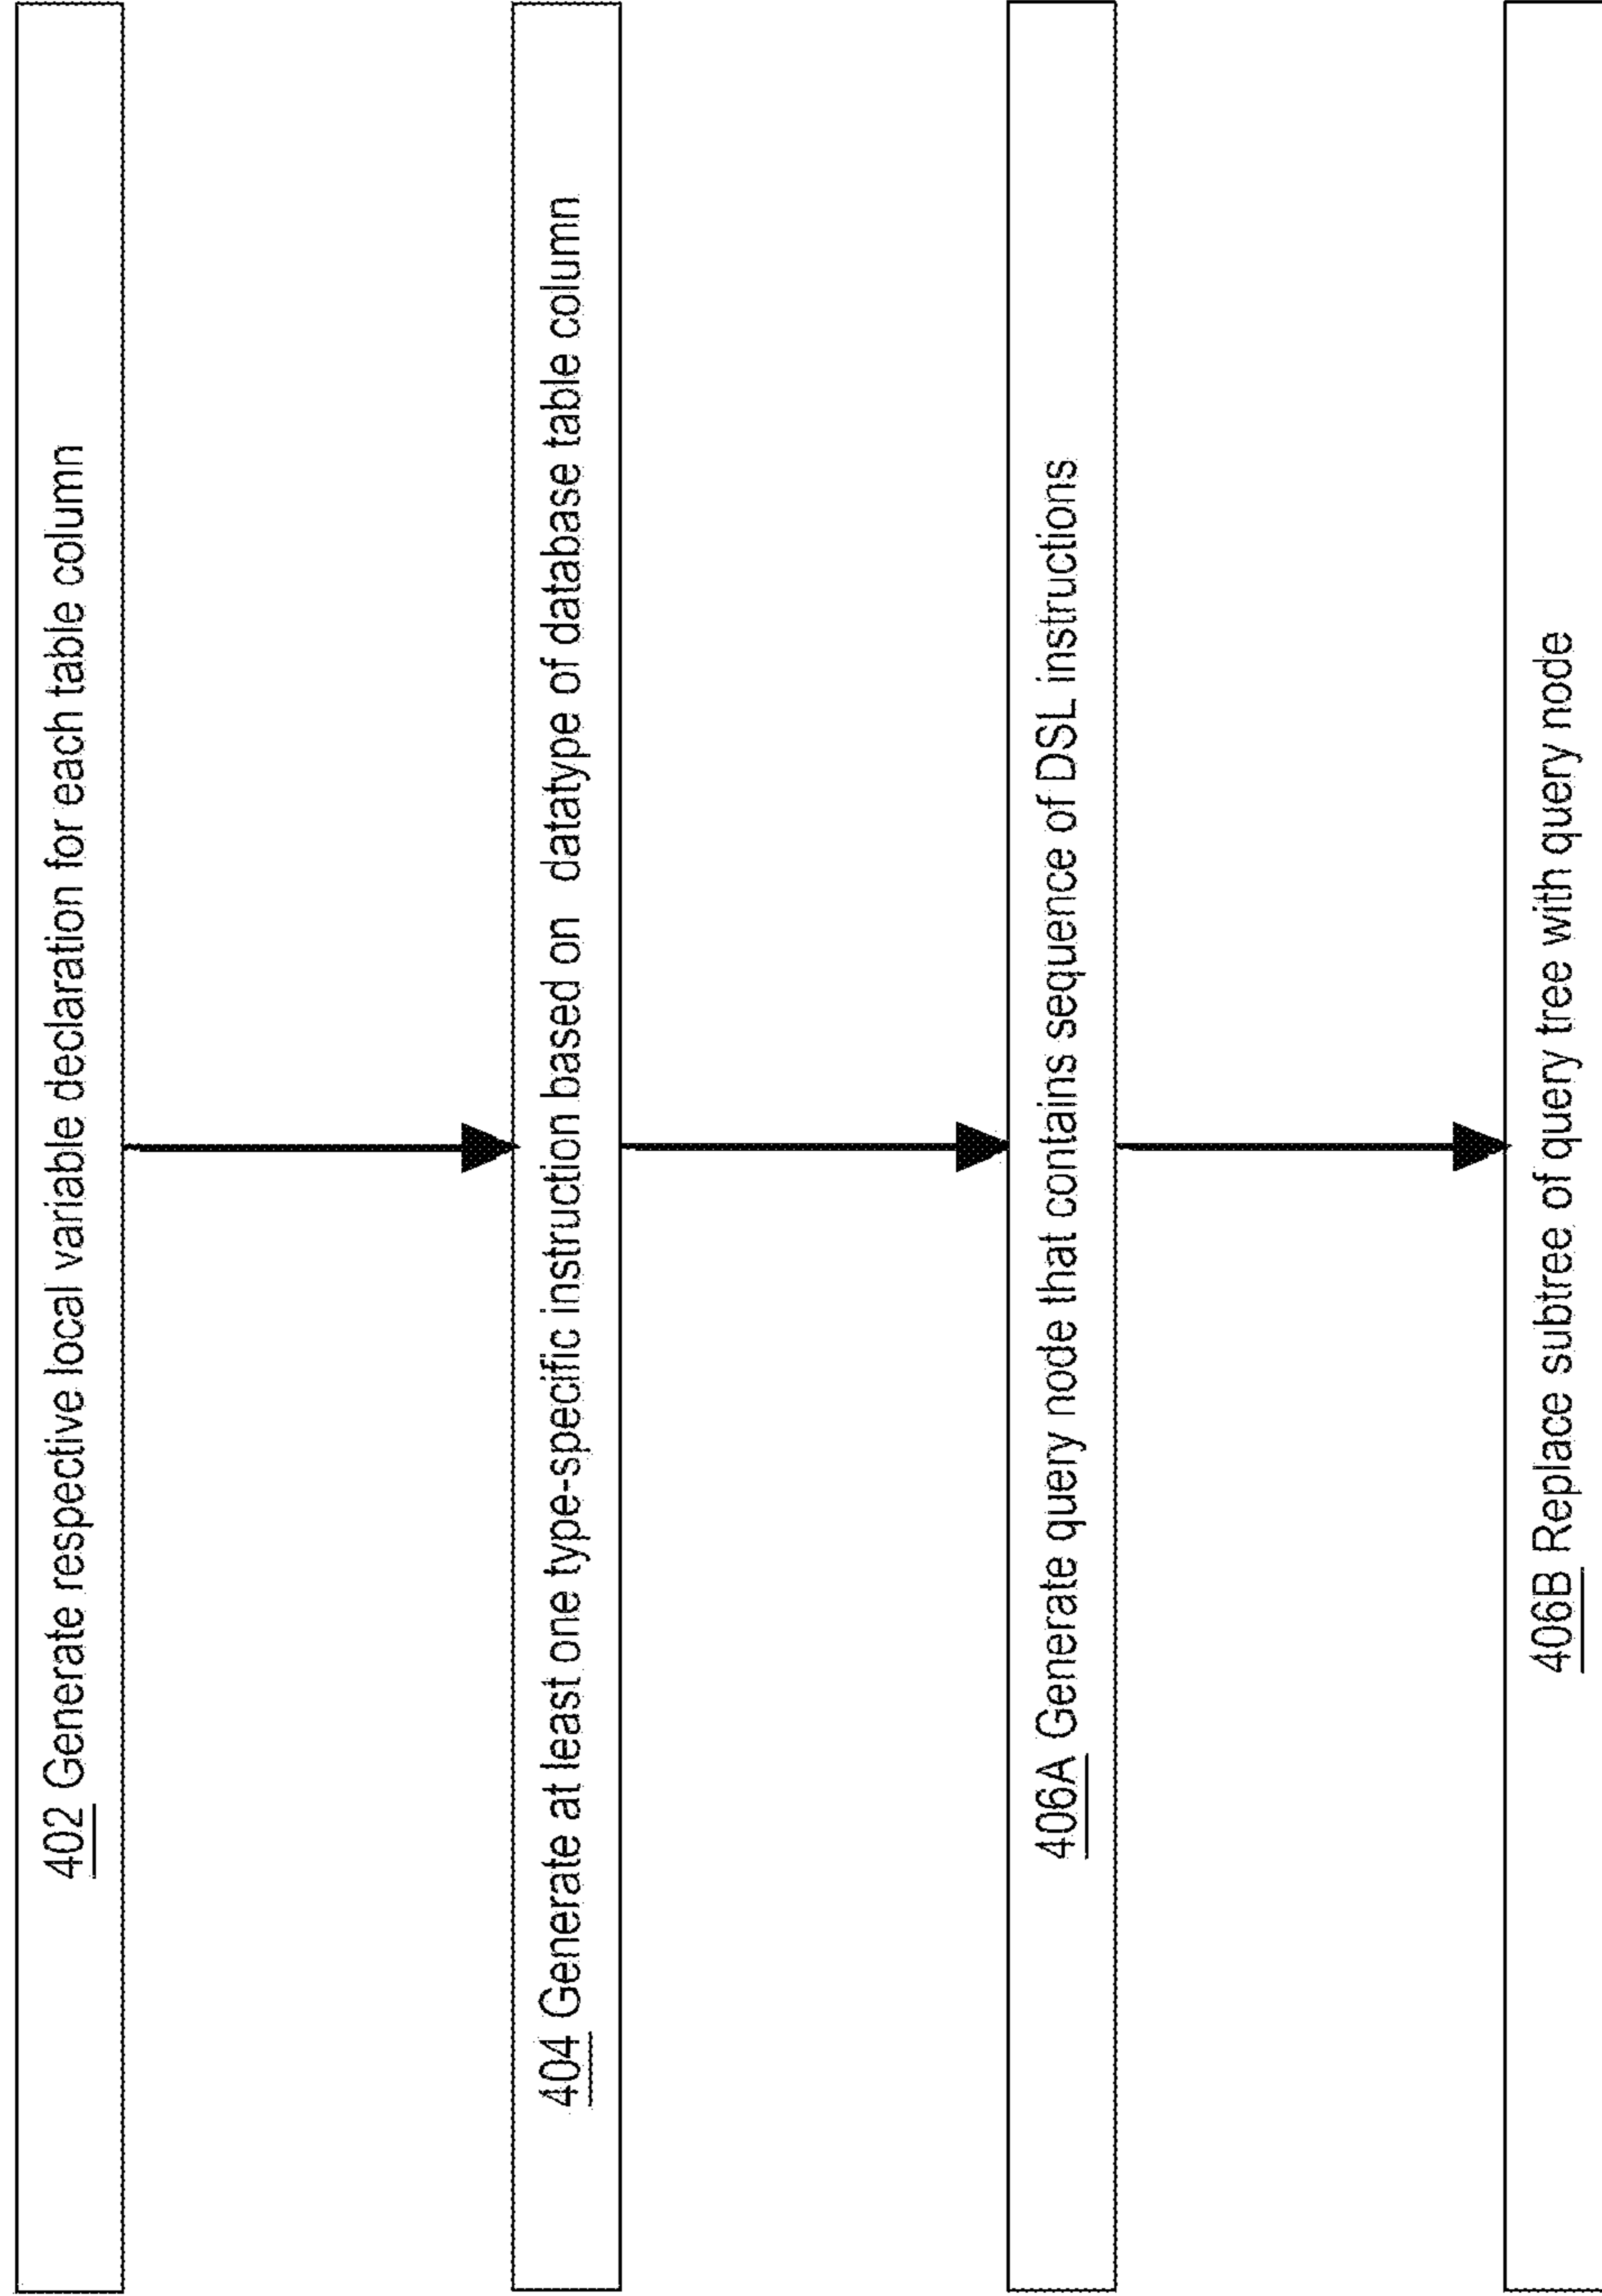 402 Generate respective local variable declaration for each table column
404 Generate at least one type-specific instruction based on datatype of database table column
406A Generate query node that contains sequence of DSL instructions
406B Replace subtree of query tree with query node